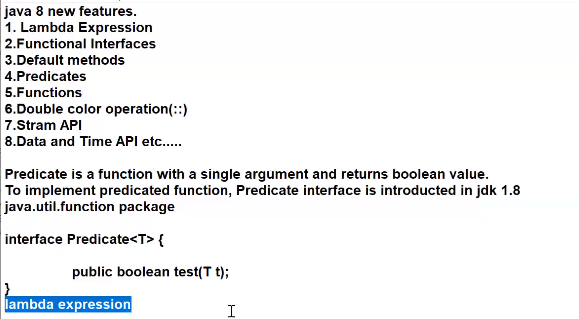 java 8 new features.
1. Lambda Expression
2.Functional Interfaces
3.Default methods
4.Predicates
5.Functions
6.Double color operation(::)
7.Stram API
8.Data and Time API etc.....
Predicate is a function with a single argument and returns boolean value.
To implement predicated function, Predicate interface is introducted in jdk 1.8
java.util.function package
interface Predicate<T> {
public boolean test(T t);
}
lambda expression